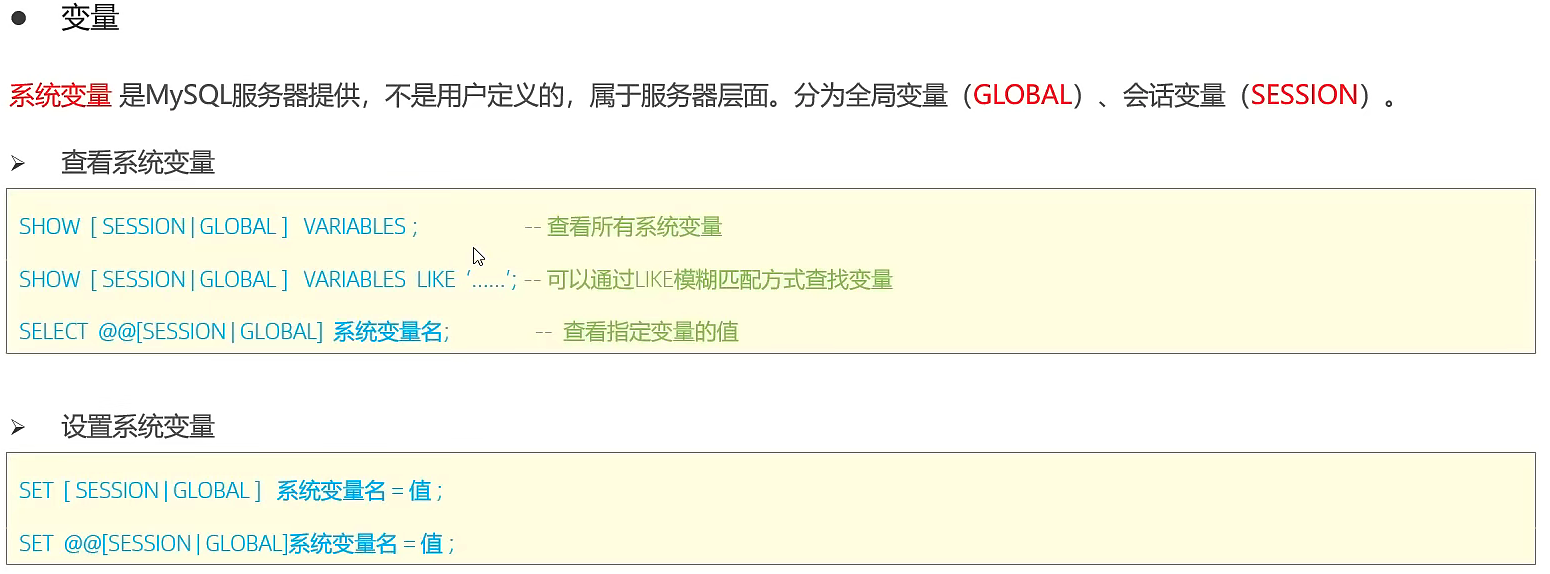 ● 变量
系统变量 是MySQL服务器提供，不是用户定义的，属于服务器层面。分为全局变量（GLOBAL）、会话变量（SESSION）。
➢ 查看系统变量
SHOW [ SESSION | GLOBAL ] VARIABLES ; -- 查看所有系统变量
SHOW [ SESSION | GLOBAL ] VARIABLES LIKE ‘......’; -- 可以通过LIKE模糊匹配方式查找变量
SELECT @@[SESSION | GLOBAL] 系统变量名; -- 查看指定变量的值
➢ 设置系统变量
SET [ SESSION | GLOBAL ] 系统变量名 = 值 ;
SET @@[SESSION | GLOBAL]系统变量名 = 值 ;